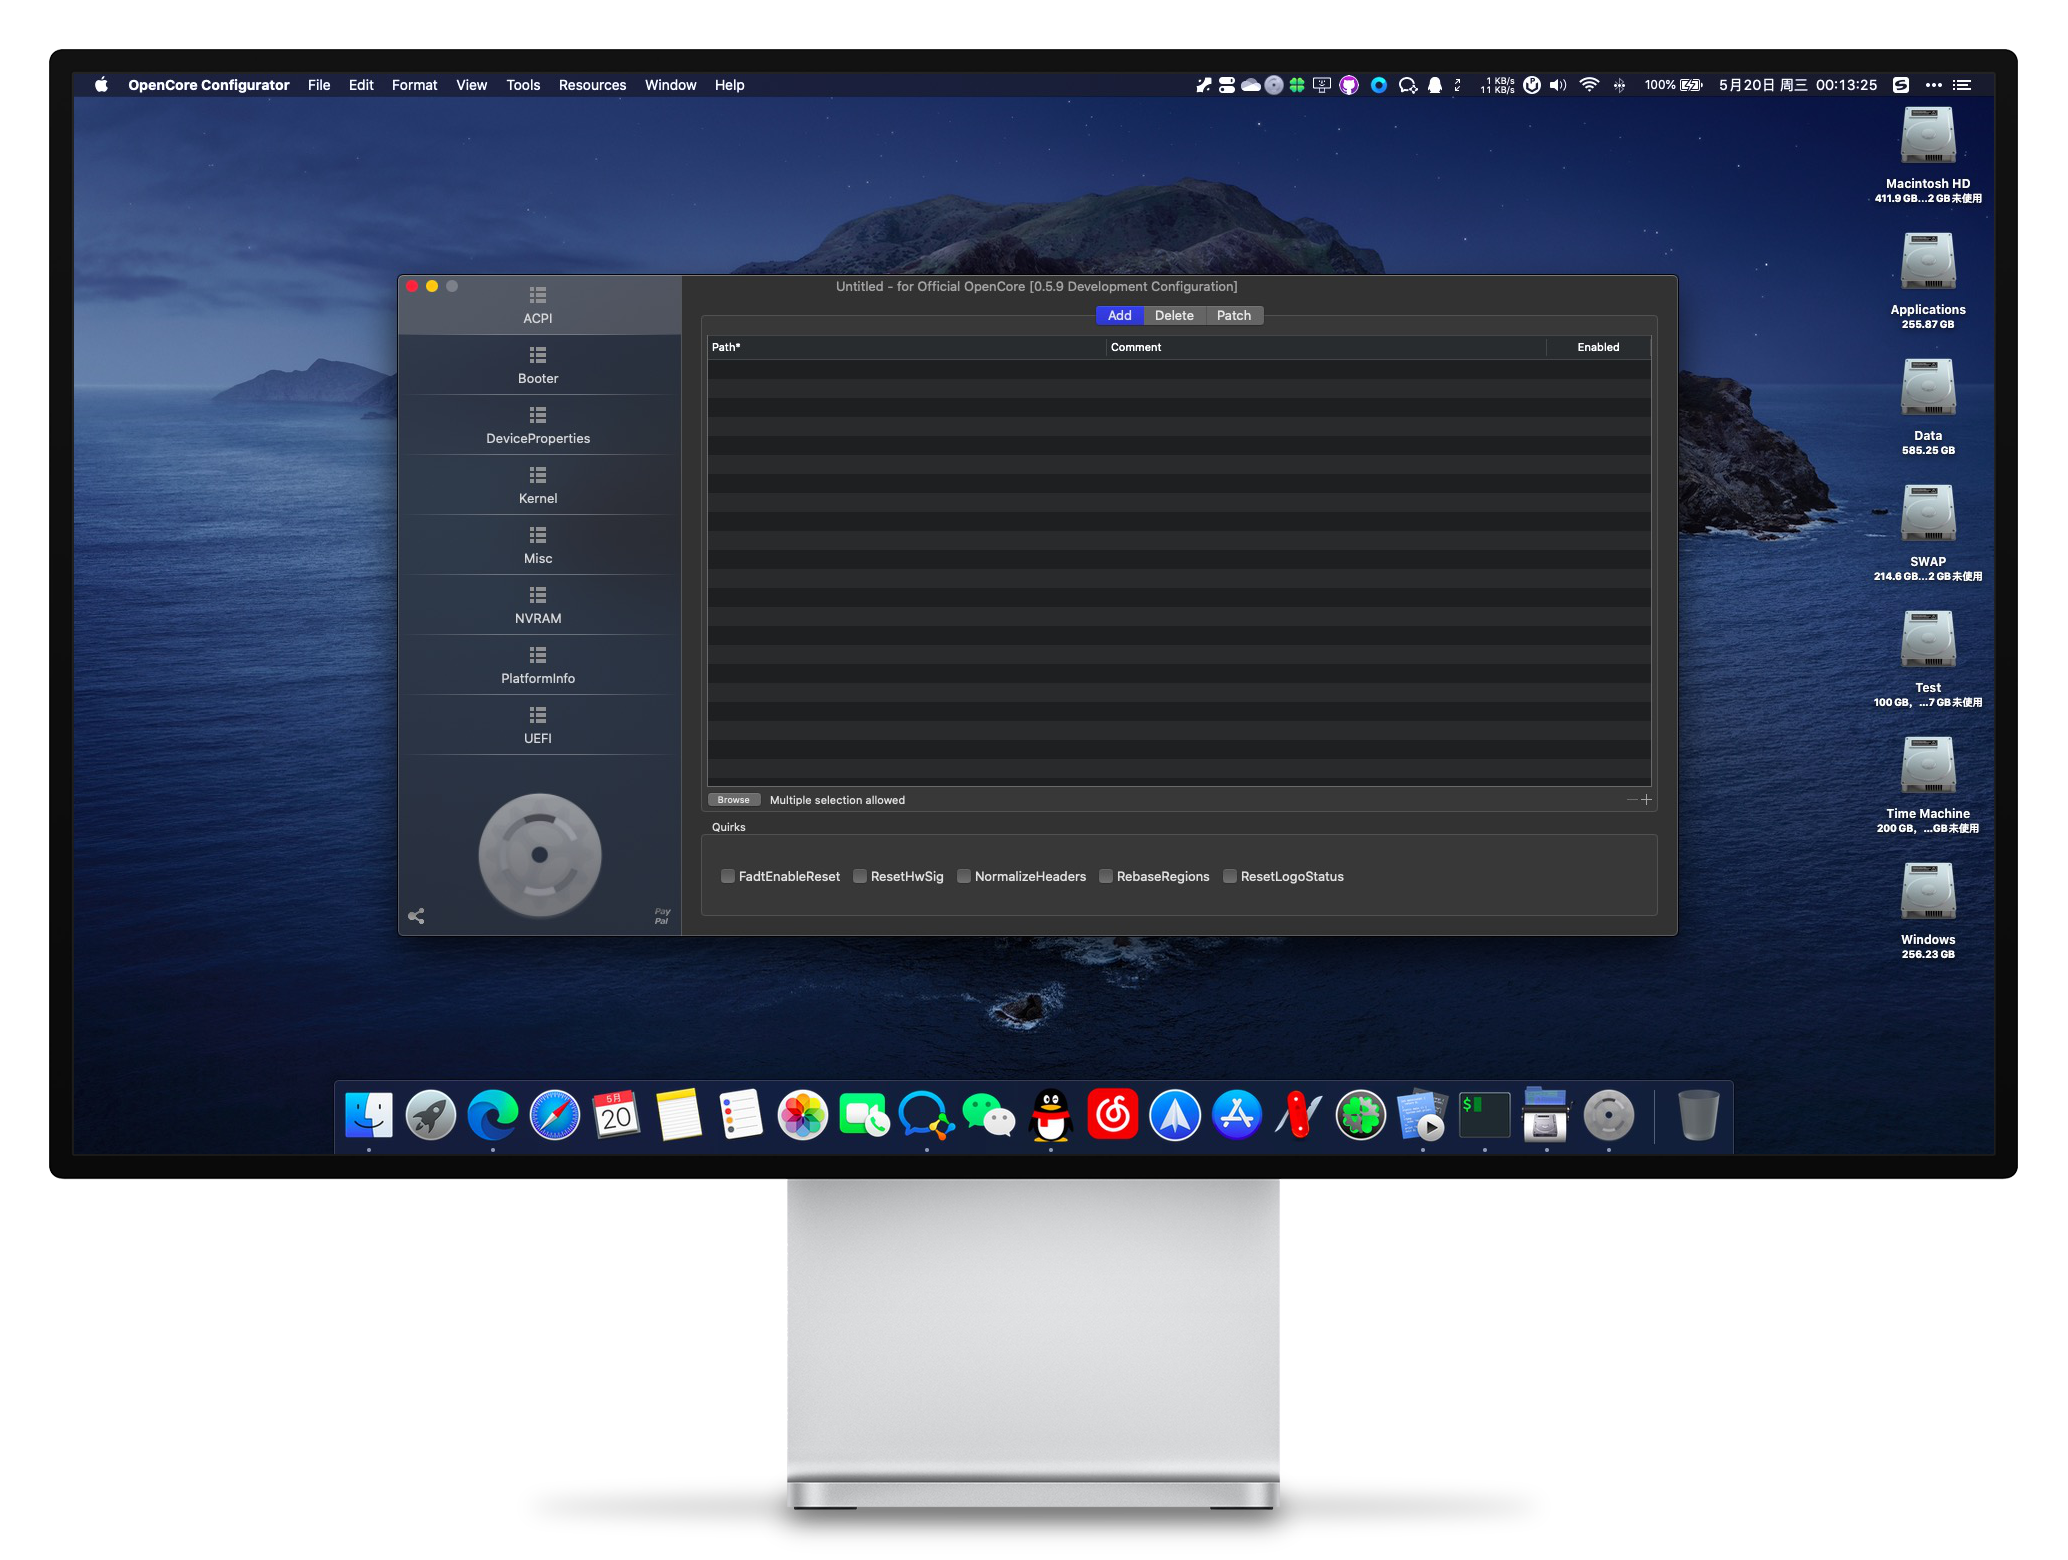 OpenCore Configurator File Edit Format View Tools Resources Window Help
1 KB/s
11 KB/s
100% 5月20日 周三 00:13:25
Macintosh HD
411.9 GB...2 GB未使用
Applications
255.87 GB
Data
585.25 GB
SWAP
214.6 GB...2 GB未使用
Test
100 GB, ...7 GB未使用
Time Machine
200 GB, ...GB未使用
Windows
256.23 GB
Untitled - for Official OpenCore [0.5.9 Development Configuration]
ACPI
Booter
DeviceProperties
Kernel
Misc
NVRAM
PlatformInfo
UEFI
Pay
Pal
Add Delete Patch
Path* Comment Enabled
Browse Multiple selection allowed
Quirks
FadtEnableReset ResetHwSig NormalizeHeaders RebaseRegions ResetLogoStatus
5月
20
$